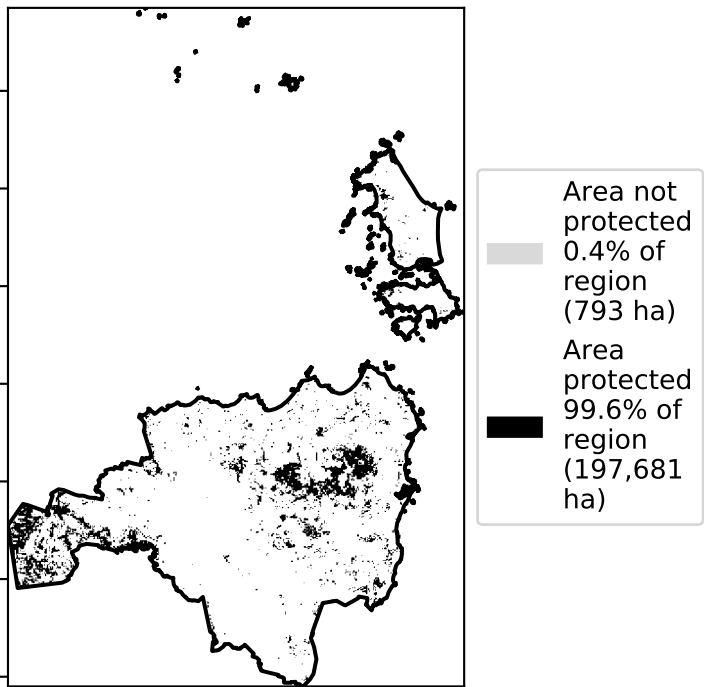 Area not
protected
0.4% of
region
(793 ha)
Area
protected
99.6% of
region
(197,681
ha)